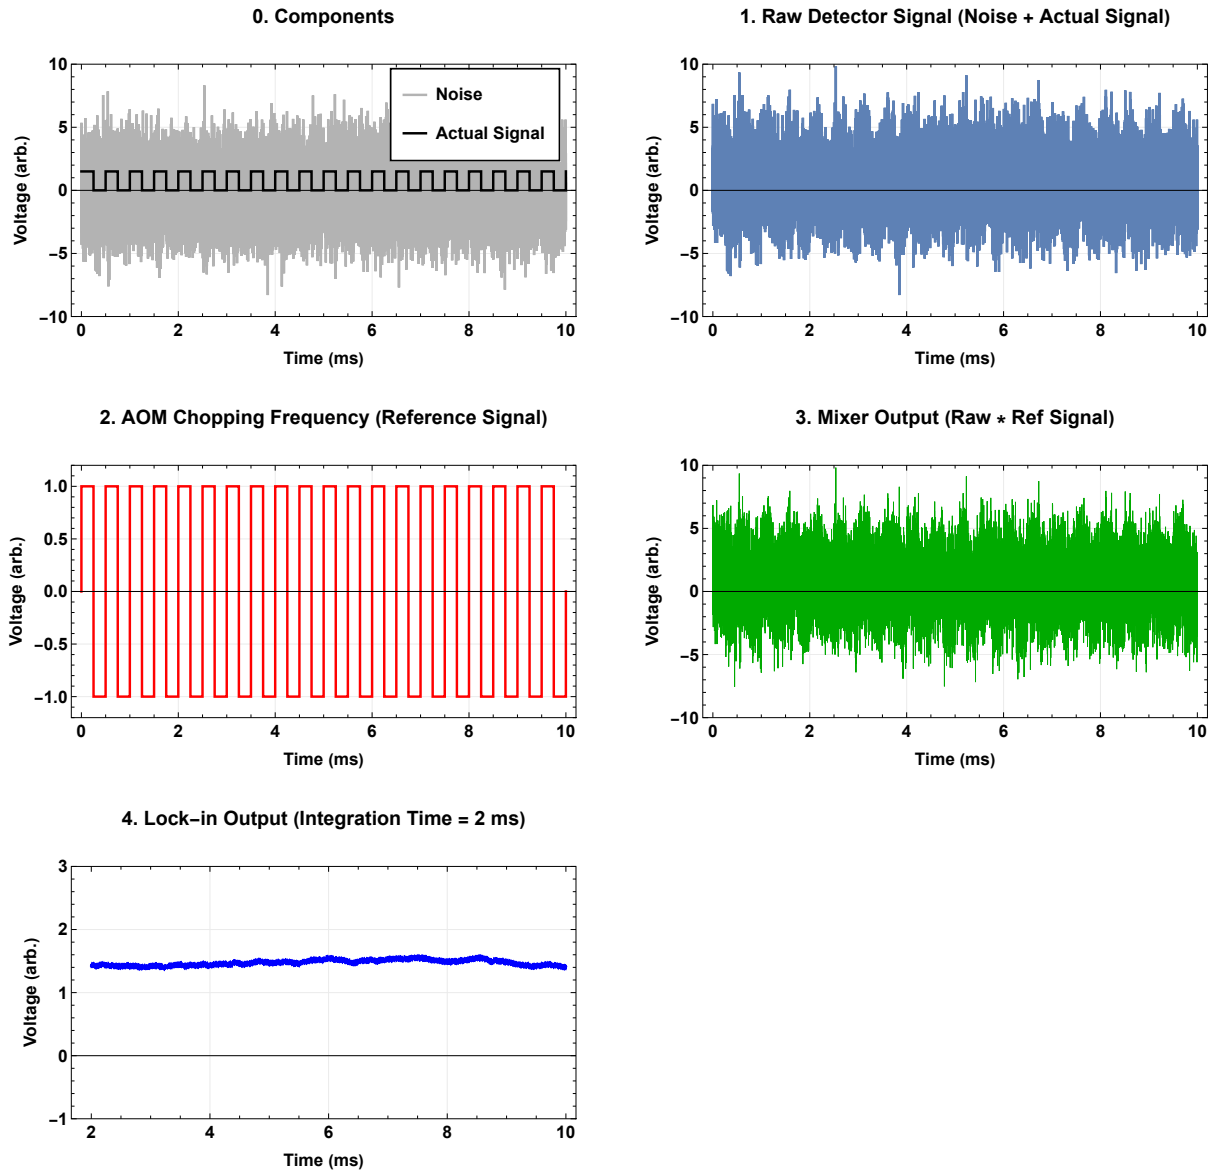 0. Components
10
5
0
−5
−10
Voltage (arb.)
Noise
Actual Signal
0 2 4 6 8 10
Time (ms)
1. Raw Detector Signal (Noise + Actual Signal)
10
5
0
−5
−10
Voltage (arb.)
0 2 4 6 8 10
Time (ms)
2. AOM Chopping Frequency (Reference Signal)
1.0
0.5
0.0
−0.5
−1.0
Voltage (arb.)
0 2 4 6 8 10
Time (ms)
3. Mixer Output (Raw * Ref Signal)
10
5
0
−5
−10
Voltage (arb.)
0 2 4 6 8 10
Time (ms)
4. Lock−in Output (Integration Time = 2 ms)
3
2
1
0
−1
Voltage (arb.)
2 4 6 8 10
Time (ms)